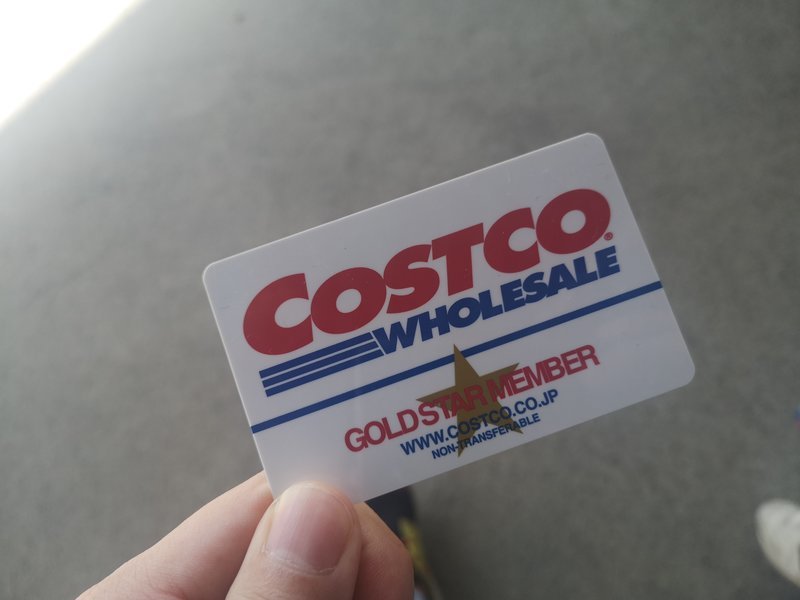 COSTCO®
WHOLESALE
GOLD STAR MEMBER
WWW.COSTCO.CO.JP
NON-TRANSFERABLE